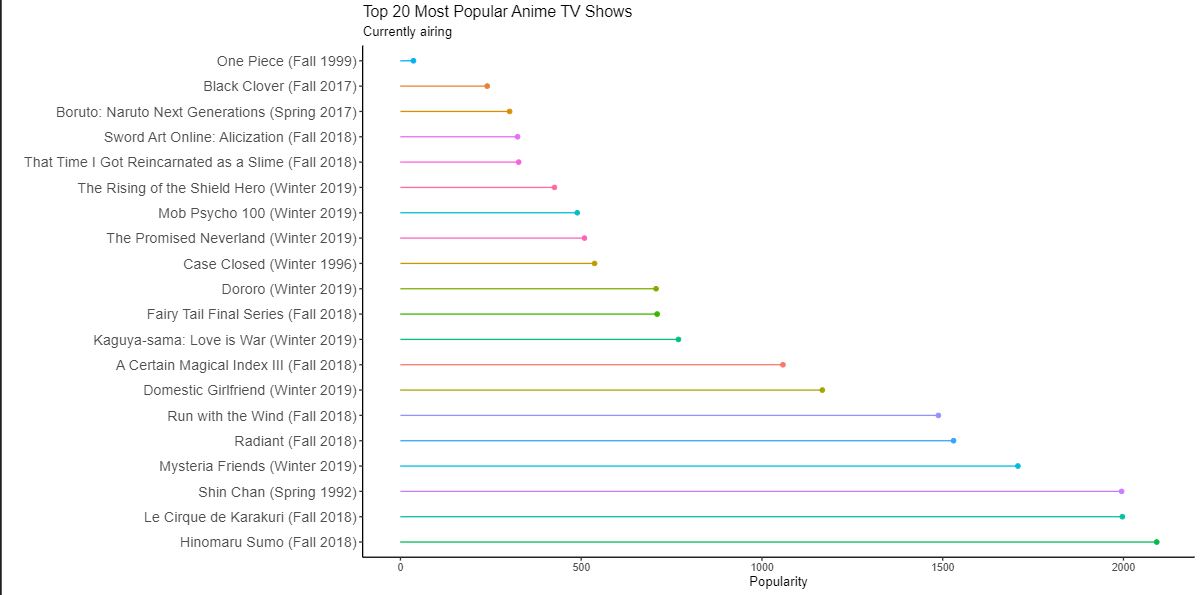 Top 20 Most Popular Anime TV Shows
Currently airing
One Piece (Fall 1999)
Black Clover (Fall 2017)
Boruto: Naruto Next Generations (Spring 2017)
Sword Art Online: Alicization (Fall 2018)
That Time I Got Reincarnated as a Slime (Fall 2018)
The Rising of the Shield Hero (Winter 2019)
Mob Psycho 100 (Winter 2019)
The Promised Neverland (Winter 2019)
Case Closed (Winter 1996)
Dororo (Winter 2019)
Fairy Tail Final Series (Fall 2018)
Kaguya-sama: Love is War (Winter 2019)
A Certain Magical Index III (Fall 2018)
Domestic Girlfriend (Winter 2019)
Run with the Wind (Fall 2018)
Radiant (Fall 2018)
Mysteria Friends (Winter 2019)
Shin Chan (Spring 1992)
Le Cirque de Karakuri (Fall 2018)
Hinomaru Sumo (Fall 2018)
0 500 1000 1500 2000
Popularity